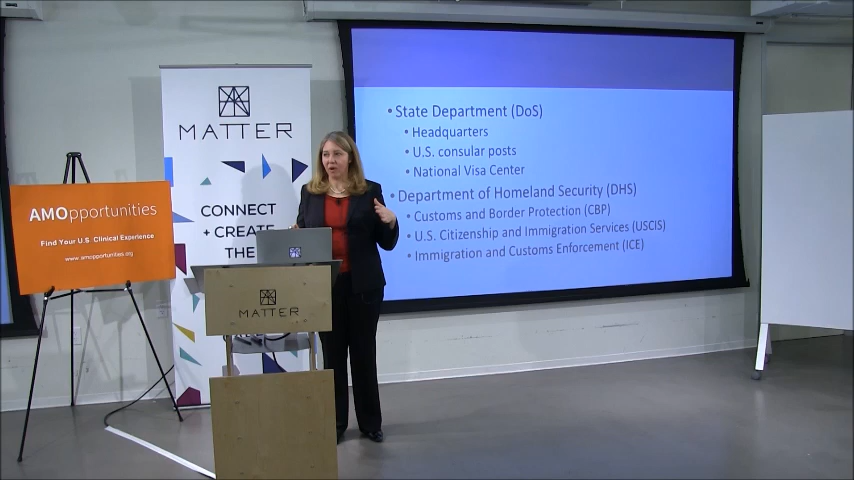 AMOpportunities
Find Your U.S. Clinical Experience
www.amopportunities.org
MATTER
CONNECT
+ CREATE
THE
MATTER
• State Department (DoS)
• Headquarters
• U.S. consular posts
• National Visa Center
• Department of Homeland Security (DHS)
• Customs and Border Protection (CBP)
• U.S. Citizenship and Immigration Services (USCIS)
• Immigration and Customs Enforcement (ICE)